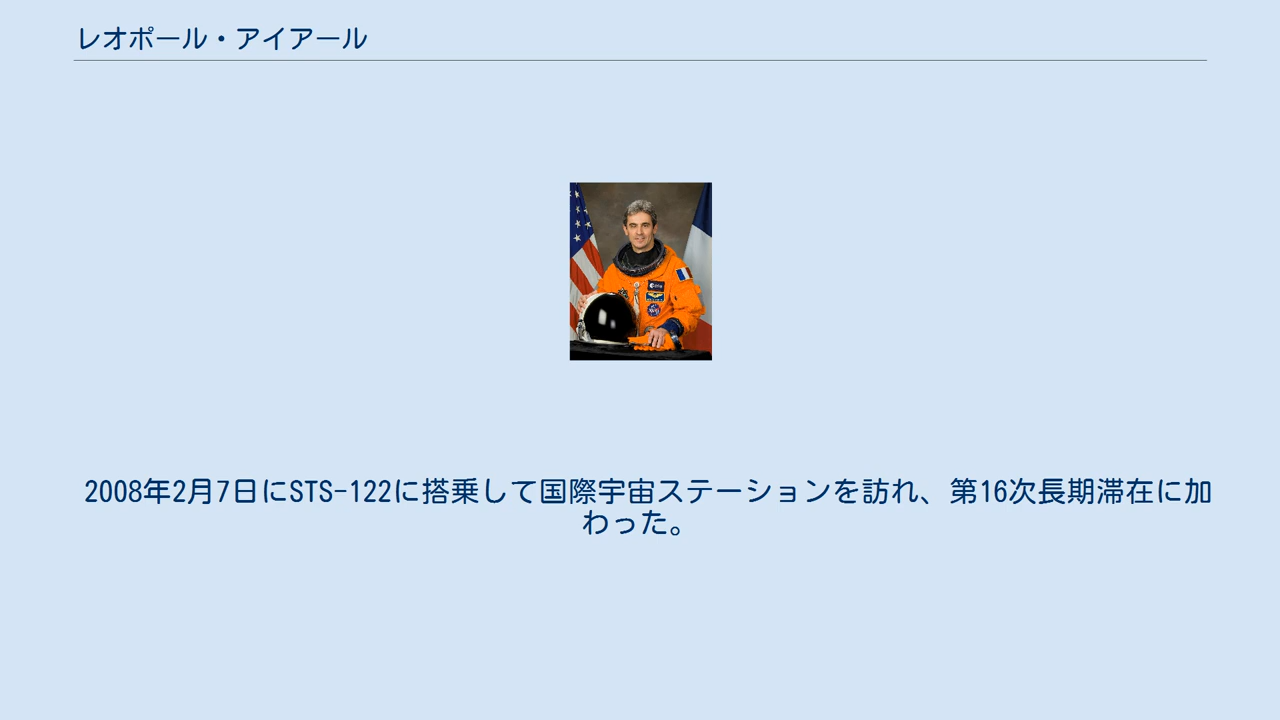 レオポール・アイアール
2008年2月7日にSTS-122に搭乗して国際宇宙ステーションを訪れ、第16次長期滞在に加
わった。